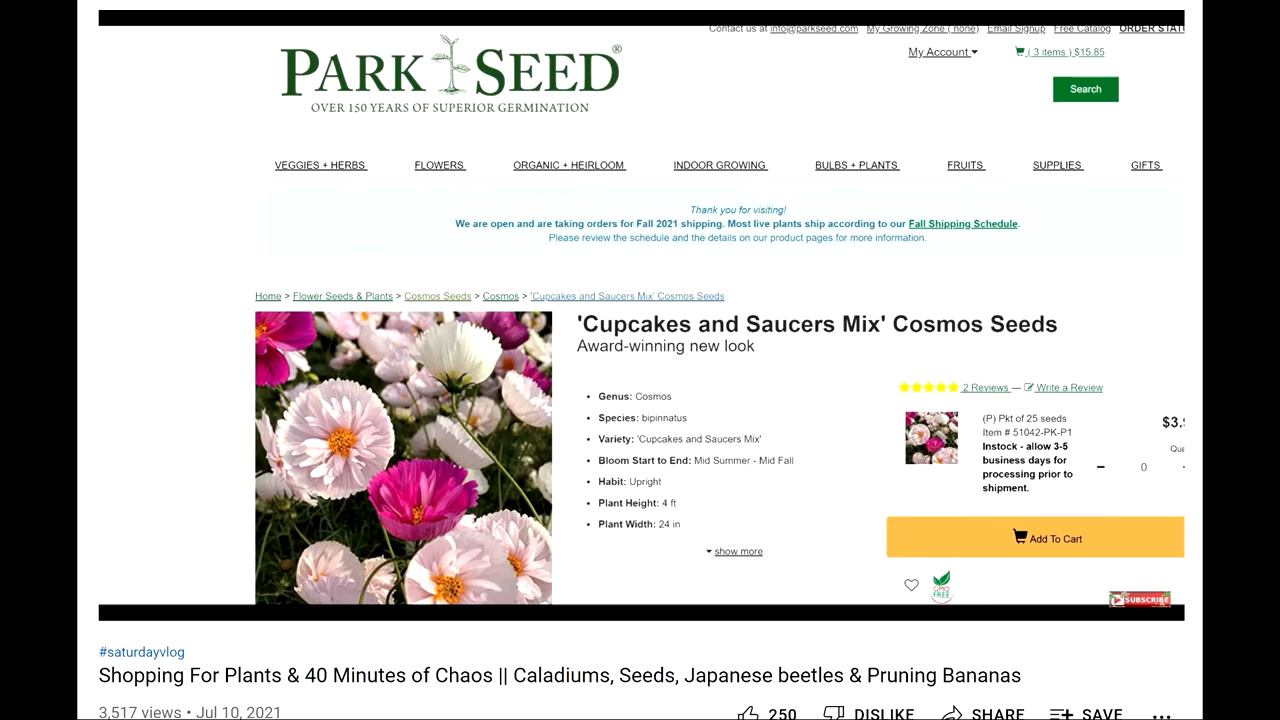 Contact us at info@parkseed.com My Growing Zone ( none) Email Signup Free Catalog ORDER STAT
My Account ( 3 items ) $15.85
PARK SEED®
OVER 150 YEARS OF SUPERIOR GERMINATION
Search
VEGGIES + HERBS FLOWERS ORGANIC + HEIRLOOM INDOOR GROWING BULBS + PLANTS FRUITS SUPPLIES GIFTS
Thank you for visiting!
We are open and are taking orders for Fall 2021 shipping. Most live plants ship according to our Fall Shipping Schedule.
Please review the schedule and the details on our product pages for more information.
Home > Flower Seeds & Plants > Cosmos Seeds > Cosmos > 'Cupcakes and Saucers Mix' Cosmos Seeds
'Cupcakes and Saucers Mix' Cosmos Seeds
Award-winning new look
• Genus: Cosmos
• Species: bipinnatus
• Variety: 'Cupcakes and Saucers Mix'
• Bloom Start to End: Mid Summer - Mid Fall
• Habit: Upright
• Plant Height: 4 ft
• Plant Width: 24 in
show more
2 Reviews — Write a Review
(P) Pkt of 25 seeds
Item # 51042-PK-P1
Instock - allow 3-5
business days for
processing prior to
shipment.
$3.
Qua
0
Add To Cart
GMO
FREE
SUBSCRIBE
#saturdayvlog
Shopping For Plants & 40 Minutes of Chaos || Caladiums, Seeds, Japanese beetles & Pruning Bananas
3,517 views • Jul 10, 2021
250 DISLIKE SHARE SAVE ...